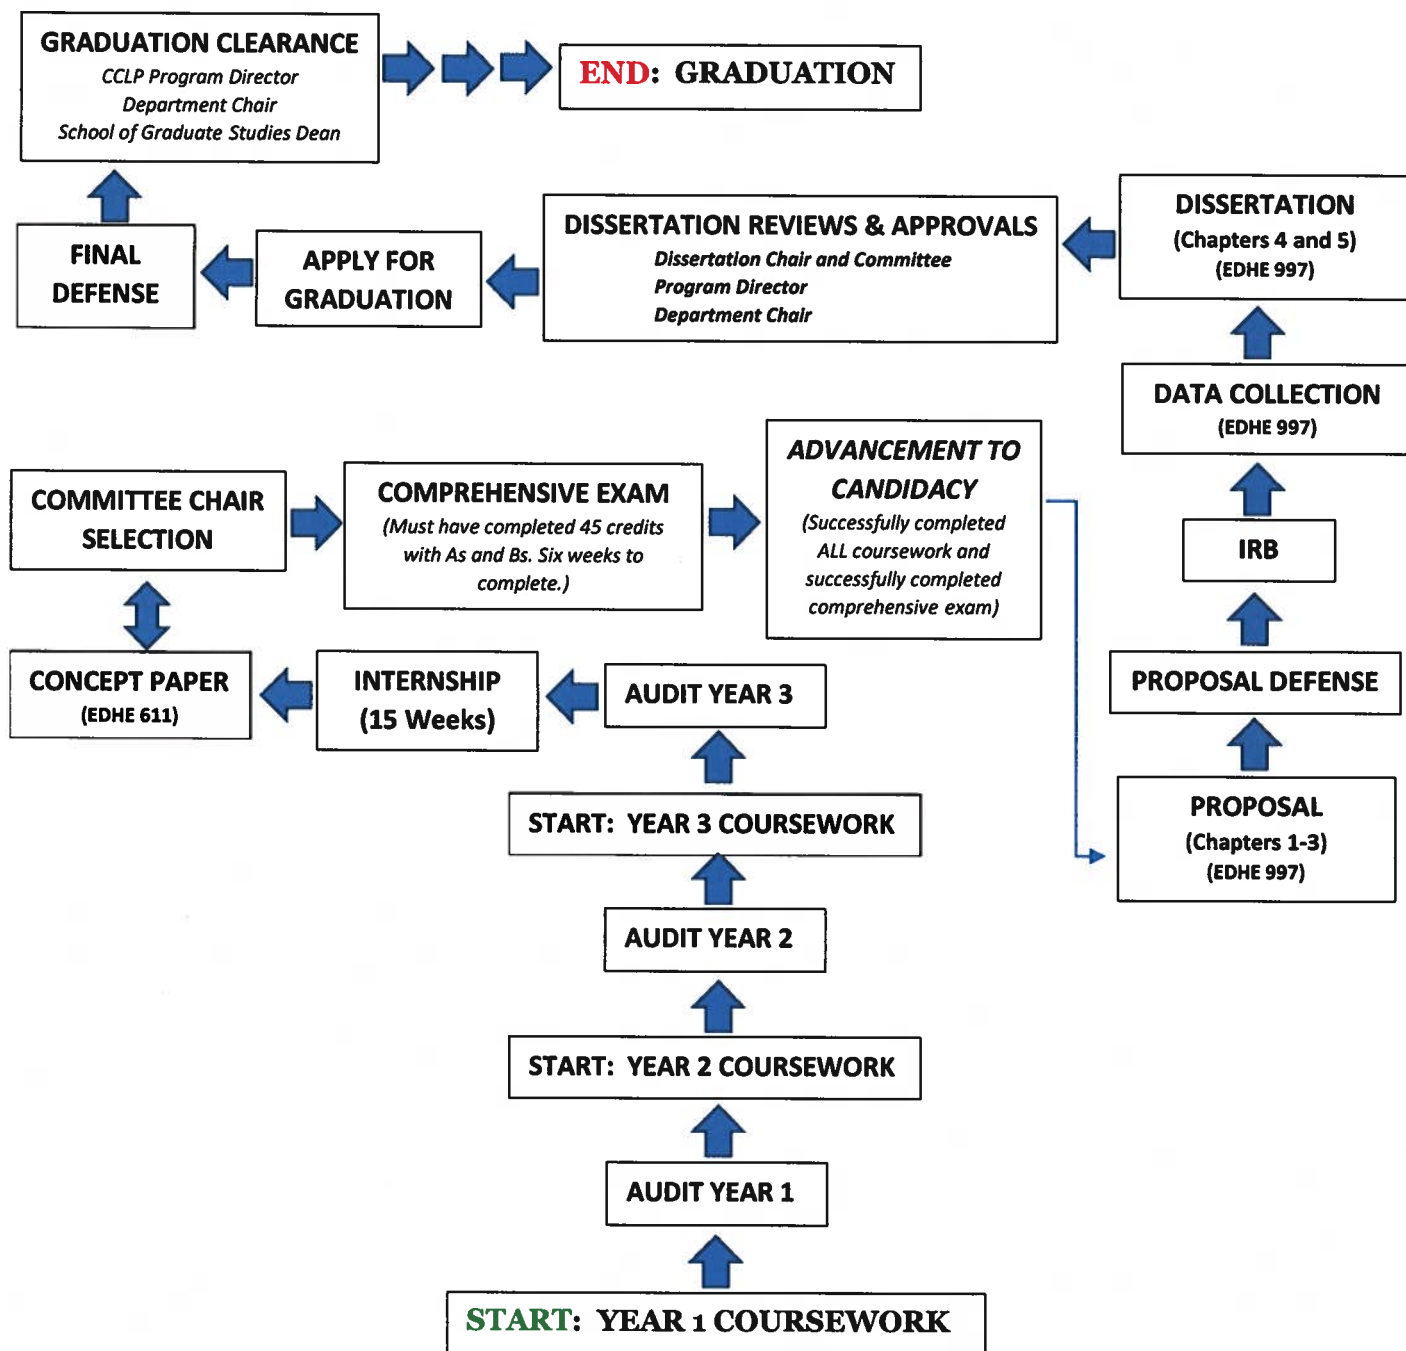 GRADUATION CLEARANCE
CCLP Program Director
Department Chair
School of Graduate Studies Dean
END: GRADUATION
FINAL
DEFENSE
APPLY FOR
GRADUATION
DISSERTATION REVIEWS & APPROVALS
Dissertation Chair and Committee
Program Director
Department Chair
DISSERTATION
(Chapters 4 and 5)
(EDHE 997)
DATA COLLECTION
(EDHE 997)
COMMITTEE CHAIR
SELECTION
COMPREHENSIVE EXAM
(Must have completed 45 credits
with As and Bs. Six weeks to
complete.)
ADVANCEMENT TO
CANDIDACY
(Successfully completed
ALL coursework and
successfully completed
comprehensive exam)
IRB
CONCEPT PAPER
(EDHE 611)
INTERNSHIP
(15 Weeks)
AUDIT YEAR 3
PROPOSAL DEFENSE
START: YEAR 3 COURSEWORK
PROPOSAL
(Chapters 1-3)
(EDHE 997)
AUDIT YEAR 2
START: YEAR 2 COURSEWORK
AUDIT YEAR 1
START: YEAR 1 COURSEWORK